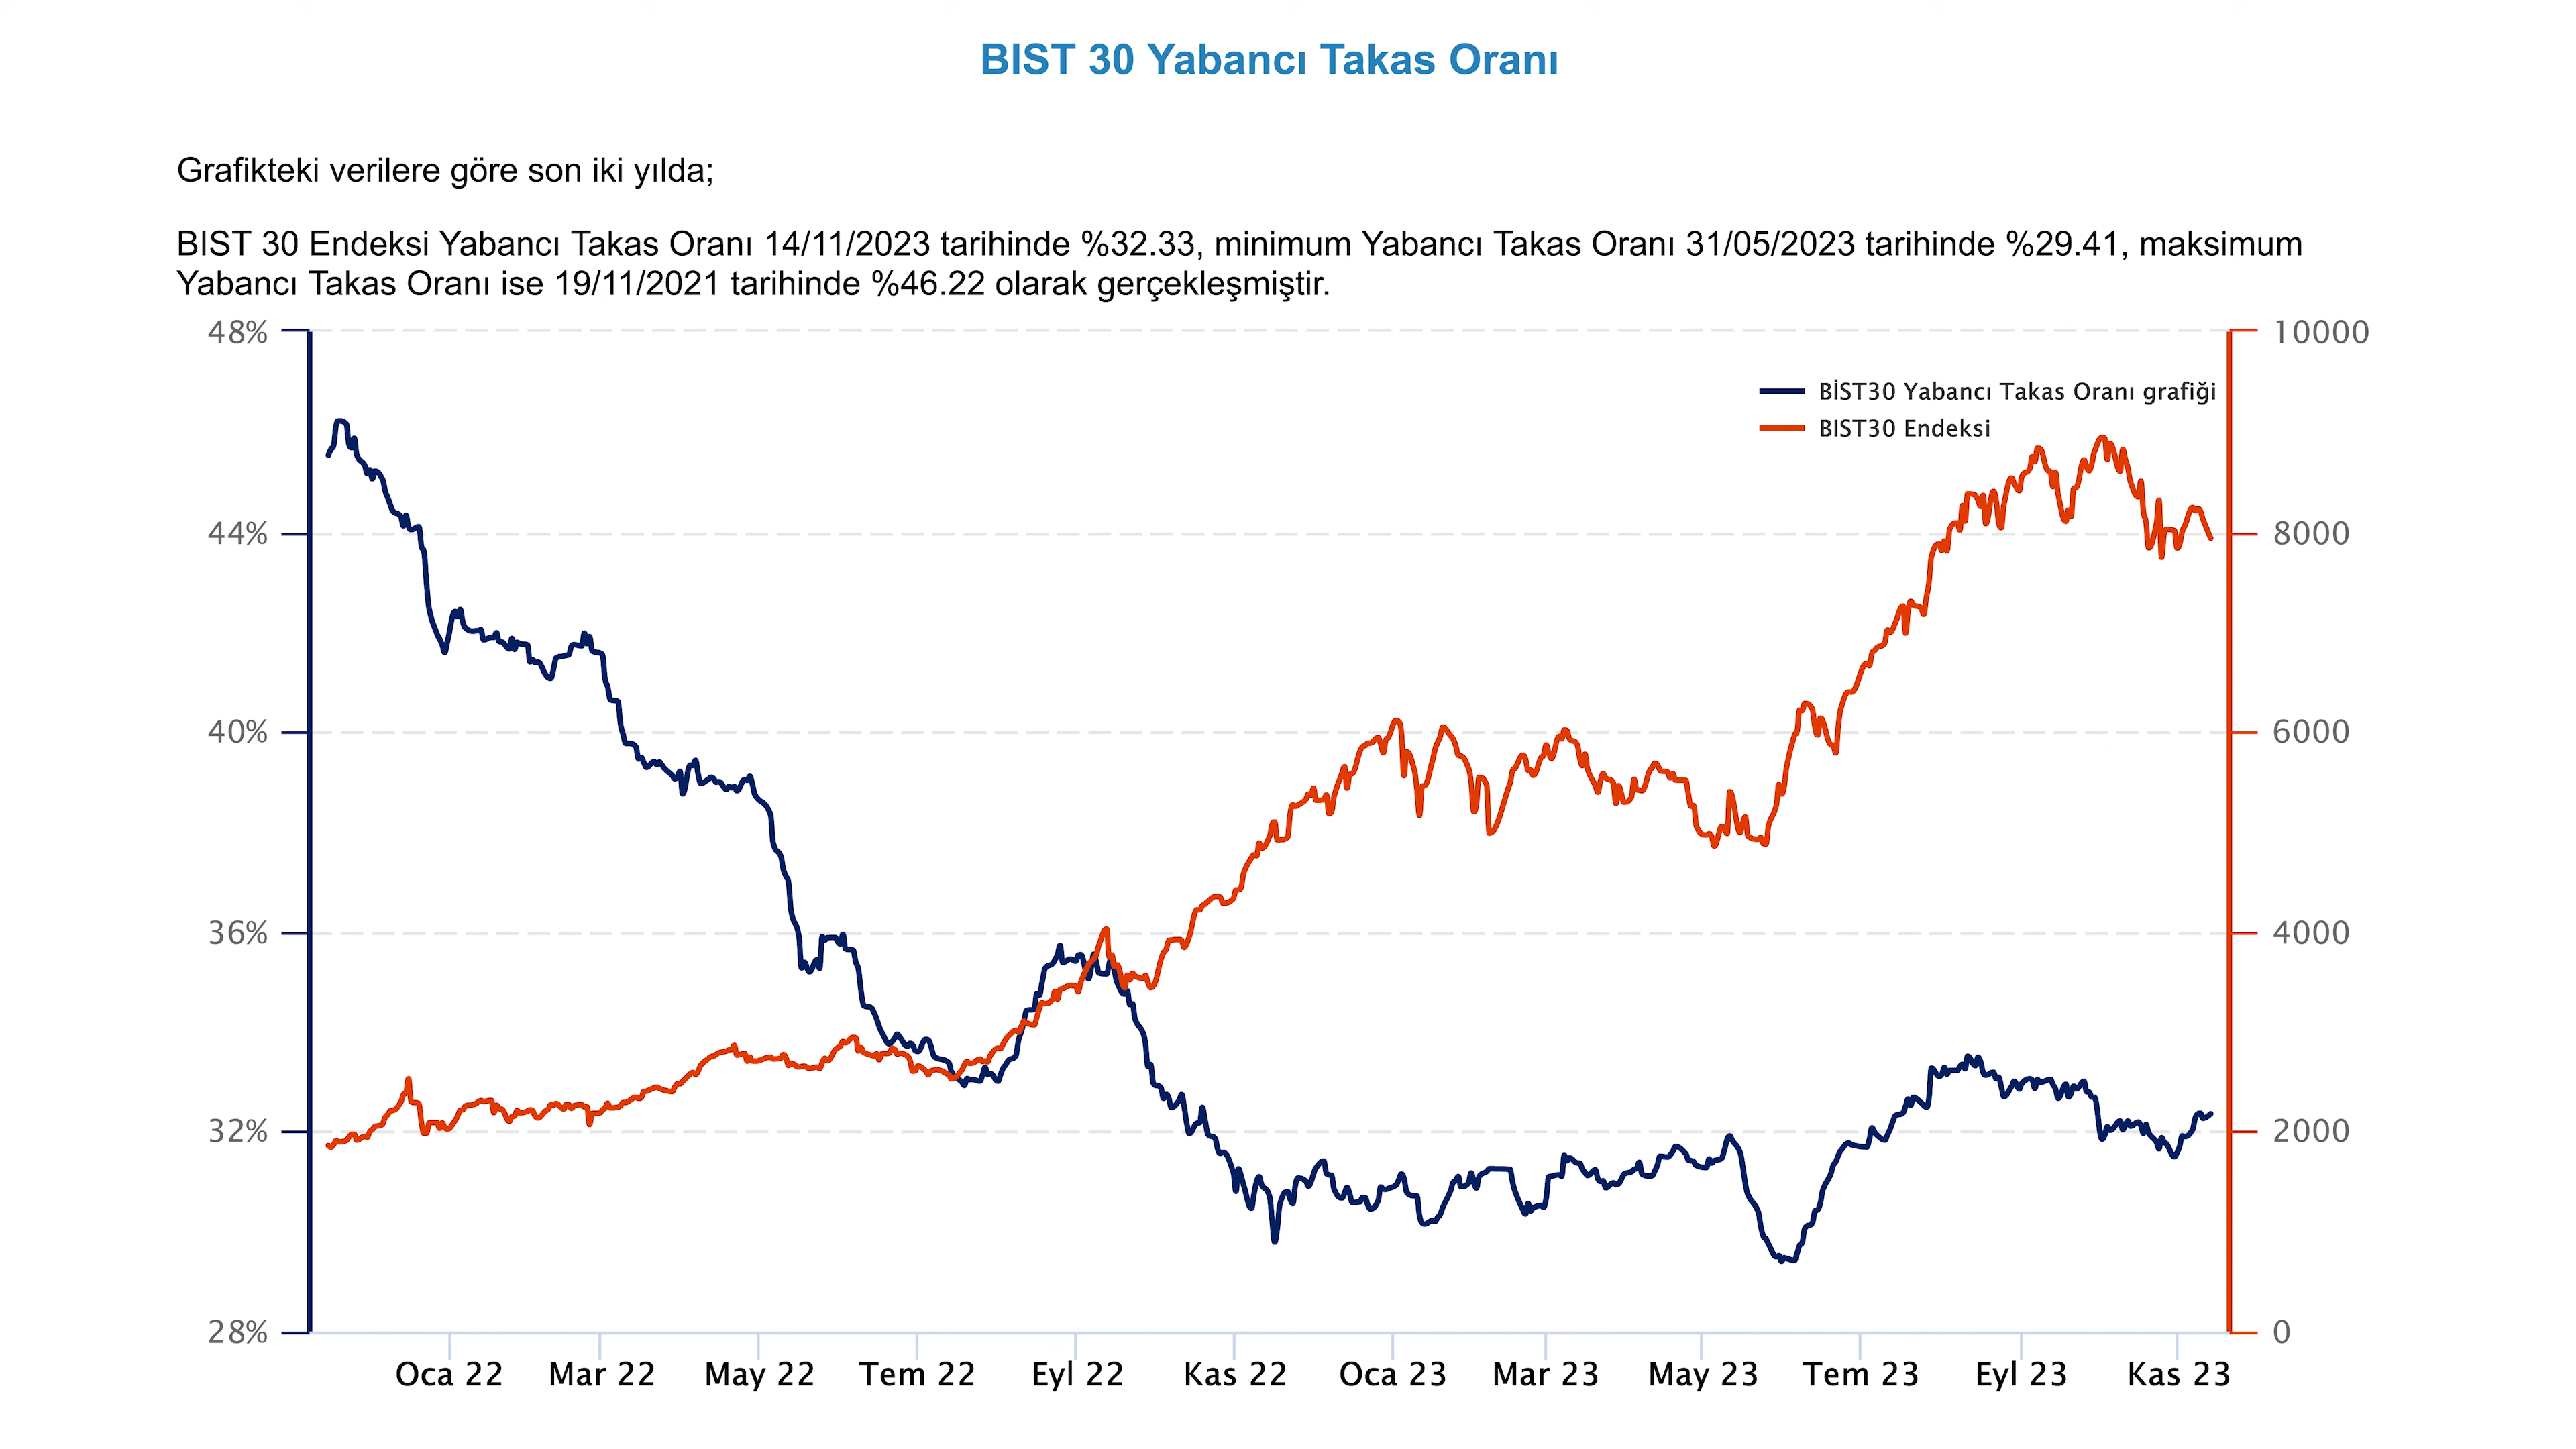 BIST 30 Yabancı Takas Oranı
Grafikteki verilere göre son iki yılda;
BIST 30 Endeksi Yabancı Takas Oranı 14/11/2023 tarihinde %32.33, minimum Yabancı Takas Oranı 31/05/2023 tarihinde %29.41, maksimum
Yabancı Takas Oranı ise 19/11/2021 tarihinde %46.22 olarak gerçekleşmiştir.
48%
10000
BİST30 Yabancı Takas Oranı grafiği
BIST30 Endeksi
44%
8000
40%
6000
36%
4000
32%
2000
28%
0
Oca 22 Mar 22 May 22 Tem 22 Eyl 22 Kas 22 Oca 23 Mar 23 May 23 Tem 23 Eyl 23 Kas 23